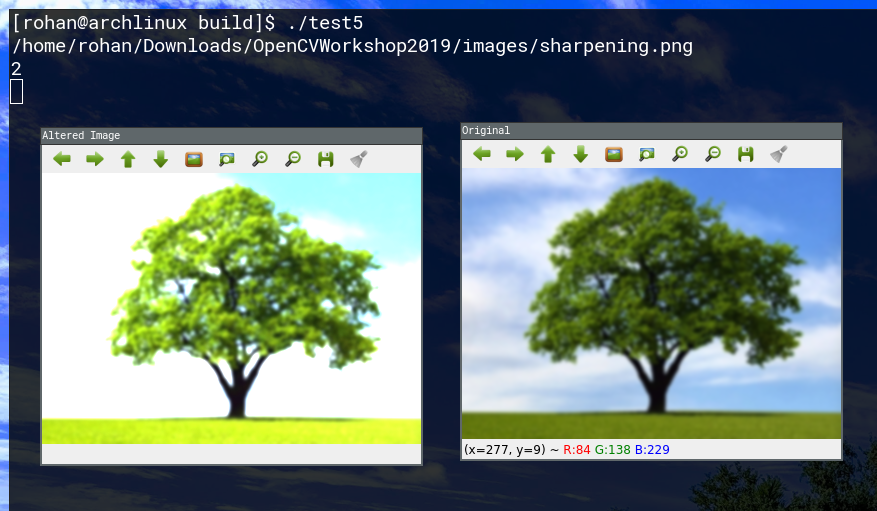 [rohan@archlinux build]$ ./test5
/home/rohan/Downloads/OpenCVWorkshop2019/images/sharpening.png
2
Altered Image
Original
(x=277, y=9) ~ R:84 G:138 B:229